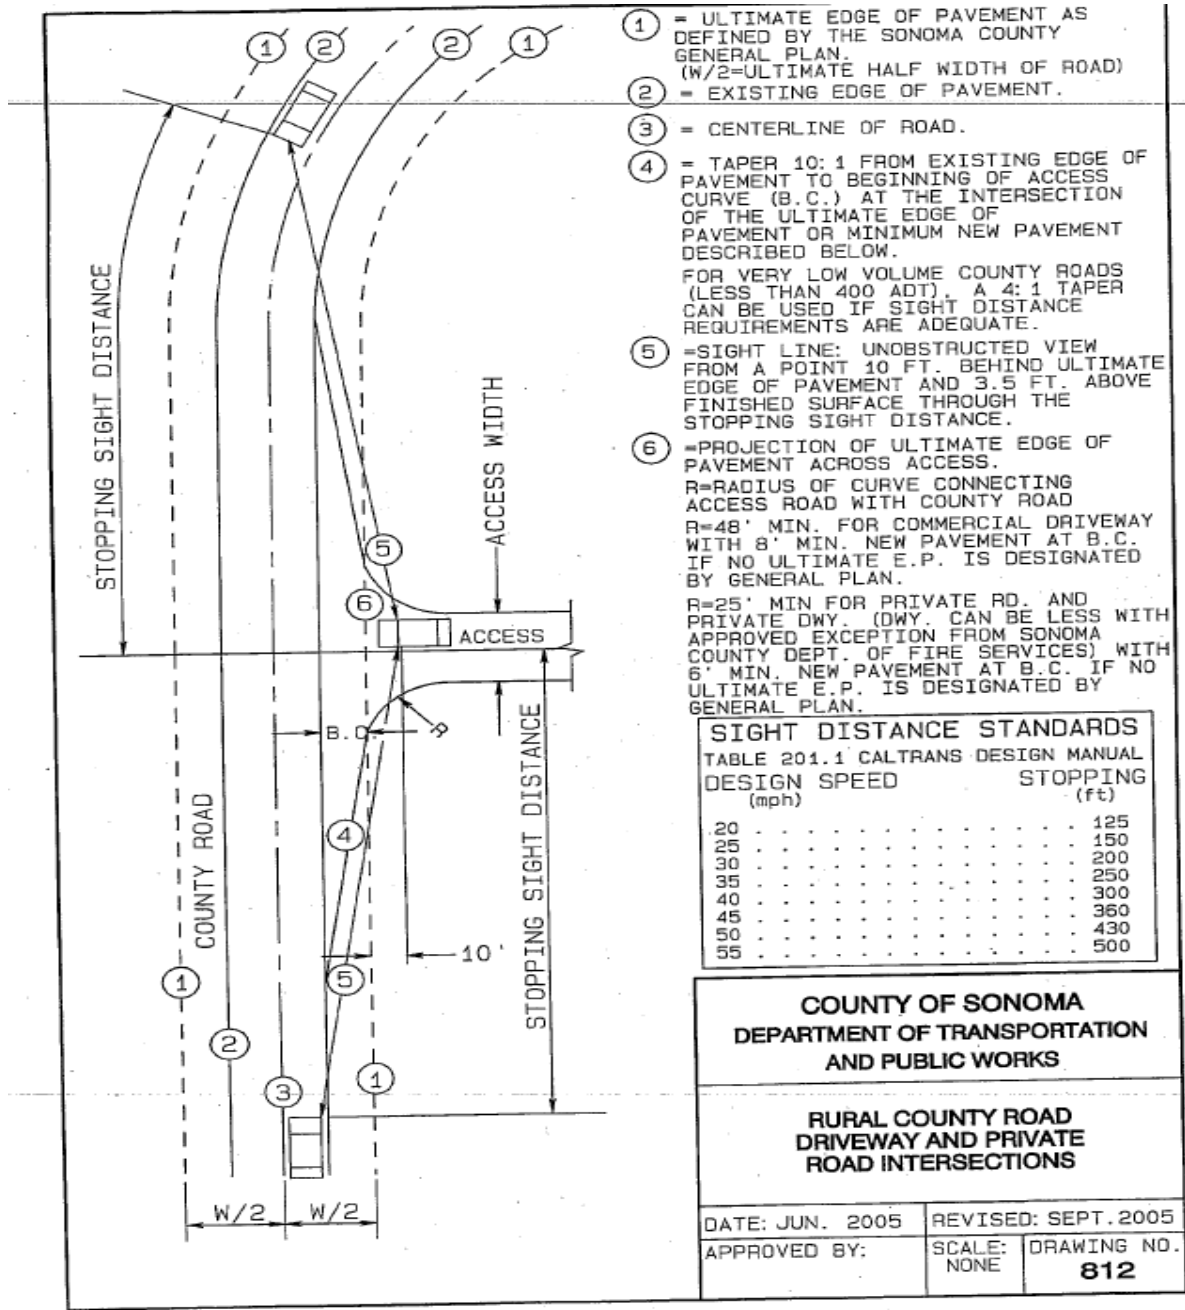 1 = ULTIMATE EDGE OF PAVEMENT AS
DEFINED BY THE SONOMA COUNTY
GENERAL PLAN.
(W/2=ULTIMATE HALF WIDTH OF ROAD)
2 = EXISTING EDGE OF PAVEMENT.
3 = CENTERLINE OF ROAD.
4 = TAPER 10:1 FROM EXISTING EDGE OF
PAVEMENT TO BEGINNING OF ACCESS
CURVE (B.C.) AT THE INTERSECTION
OF THE ULTIMATE EDGE OF
PAVEMENT OR MINIMUM NEW PAVEMENT
DESCRIBED BELOW.
FOR VERY LOW VOLUME COUNTY ROADS
(LESS THAN 400 ADT), A 4:1 TAPER
CAN BE USED IF SIGHT DISTANCE
REQUIREMENTS ARE ADEQUATE.
5 =SIGHT LINE: UNOBSTRUCTED VIEW
FROM A POINT 10 FT. BEHIND ULTIMATE
EDGE OF PAVEMENT AND 3.5 FT. ABOVE
FINISHED SURFACE THROUGH THE
STOPPING SIGHT DISTANCE.
6 =PROJECTION OF ULTIMATE EDGE OF
PAVEMENT ACROSS ACCESS.
R=RADIUS OF CURVE CONNECTING
ACCESS ROAD WITH COUNTY ROAD
R=48' MIN. FOR COMMERCIAL DRIVEWAY
WITH 8' MIN. NEW PAVEMENT AT B.C.
IF NO ULTIMATE E.P. IS DESIGNATED
BY GENERAL PLAN.
R=25' MIN FOR PRIVATE RD. AND
PRIVATE DWY. (DWY. CAN BE LESS WITH
APPROVED EXCEPTION FROM SONOMA
COUNTY DEPT. OF FIRE SERVICES) WITH
6' MIN. NEW PAVEMENT AT B.C. IF NO
ULTIMATE E.P. IS DESIGNATED BY
GENERAL PLAN.
SIGHT DISTANCE STANDARDS
TABLE 201.1 CALTRANS DESIGN MANUAL
DESIGN SPEED STOPPING
(mph) (ft)
20 . . . . . . . . . . . . . . 125
25 . . . . . . . . . . . . . . 150
30 . . . . . . . . . . . . . . 200
35 . . . . . . . . . . . . . . 250
40 . . . . . . . . . . . . . . 300
45 . . . . . . . . . . . . . . 360
50 . . . . . . . . . . . . . . 430
55 . . . . . . . . . . . . . . 500
COUNTY OF SONOMA
DEPARTMENT OF TRANSPORTATION
AND PUBLIC WORKS
RURAL COUNTY ROAD
DRIVEWAY AND PRIVATE
ROAD INTERSECTIONS
DATE: JUN. 2005
REVISED: SEPT.2005
APPROVED BY:
SCALE:
NONE
DRAWING NO.
812
1
2
2
1
STOPPING SIGHT DISTANCE
ACCESS WIDTH
5
6
ACCESS
B.C.
R
STOPPING SIGHT DISTANCE
4
COUNTY ROAD
10'
5
1
2
3
1
W/2
W/2